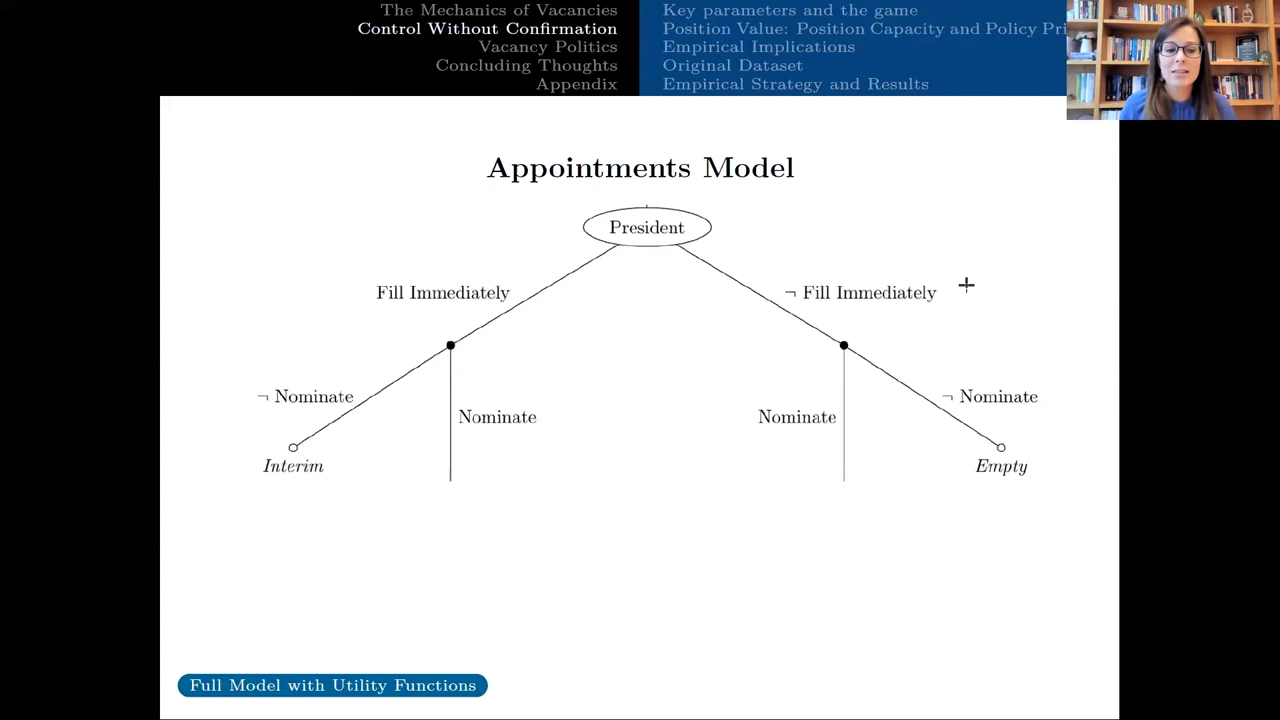 The Mechanics of Vacancies
Control Without Confirmation
Vacancy Politics
Concluding Thoughts
Appendix
Key parameters and the game
Position Value: Position Capacity and Policy Pri
Empirical Implications
Original Dataset
Empirical Strategy and Results
Appointments Model
President
Fill Immediately
¬ Fill Immediately
¬ Nominate
Nominate
Nominate
¬ Nominate
Interim
Empty
Full Model with Utility Functions